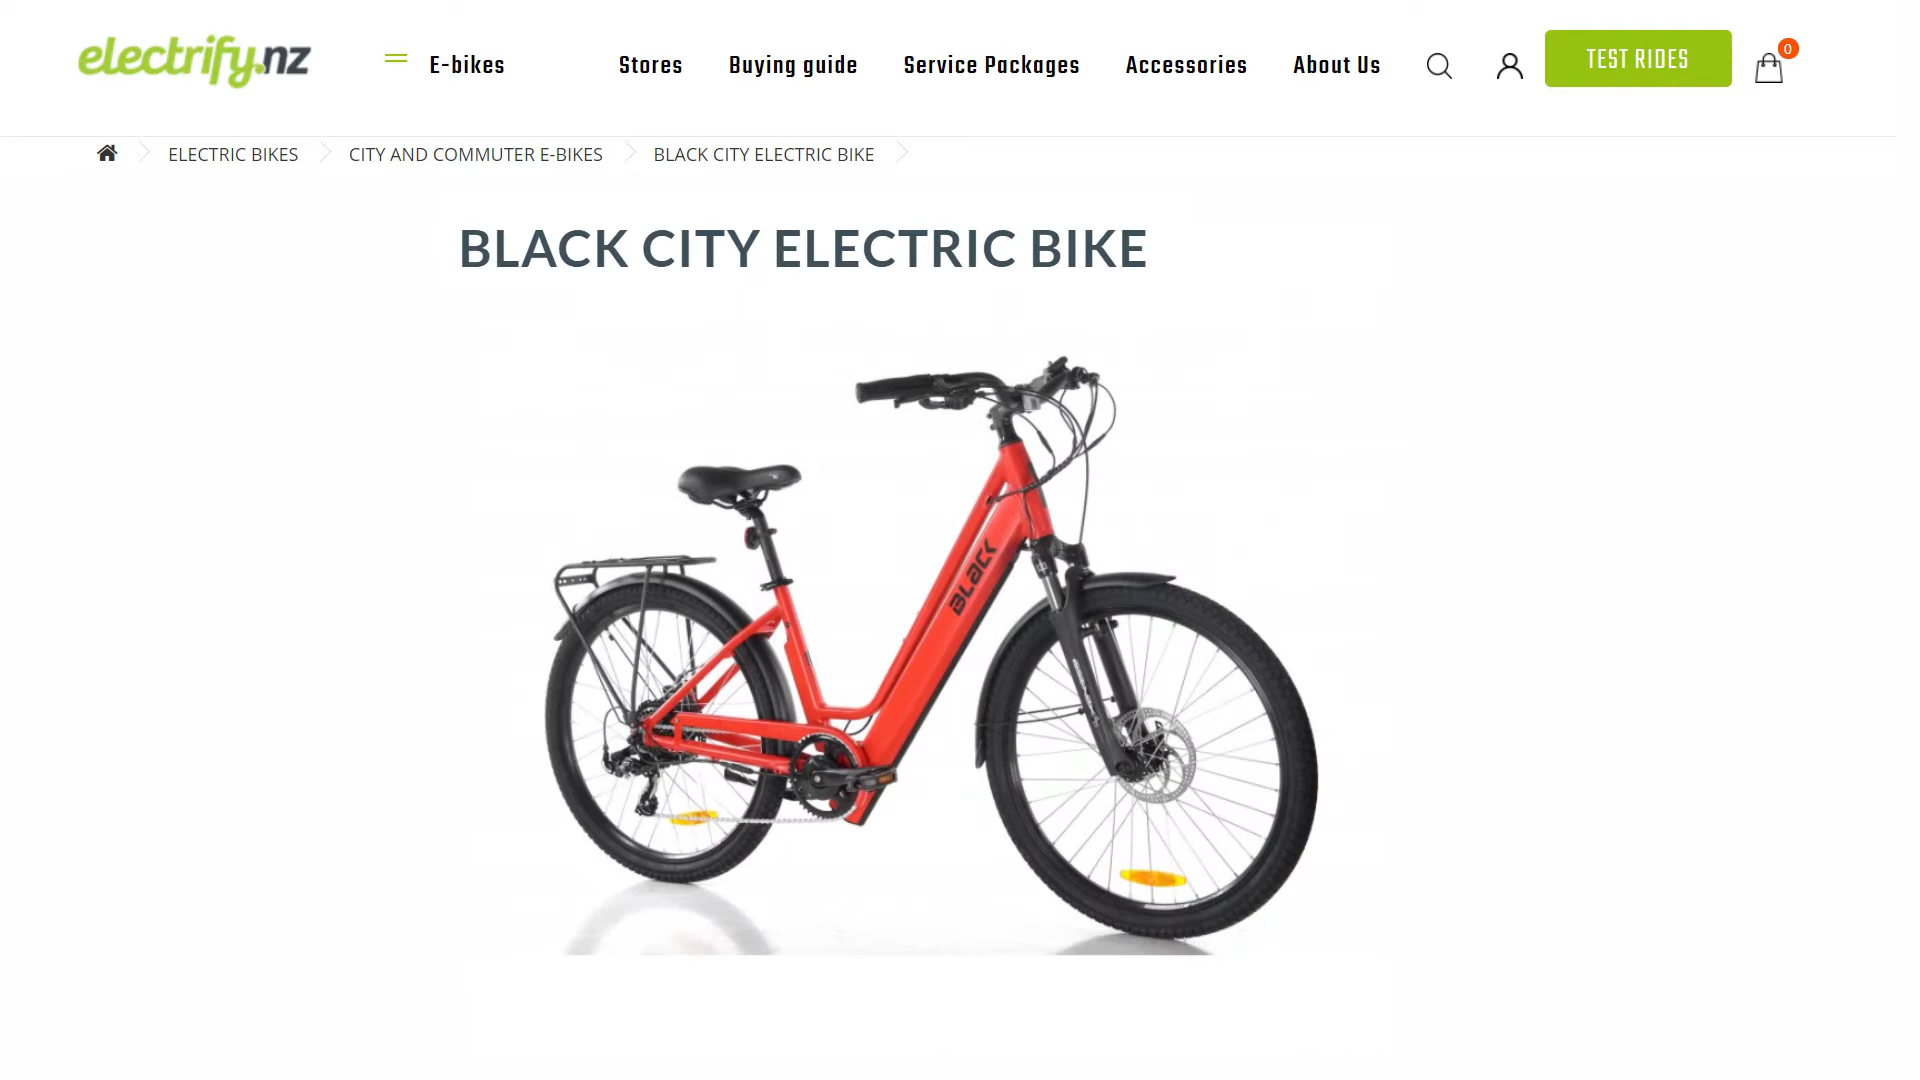 electrify.nz
E-bikes
Stores
Buying guide
Service Packages
Accessories
About Us
TEST RIDES
0
ELECTRIC BIKES
CITY AND COMMUTER E-BIKES
BLACK CITY ELECTRIC BIKE
BLACK CITY ELECTRIC BIKE
BLaCK